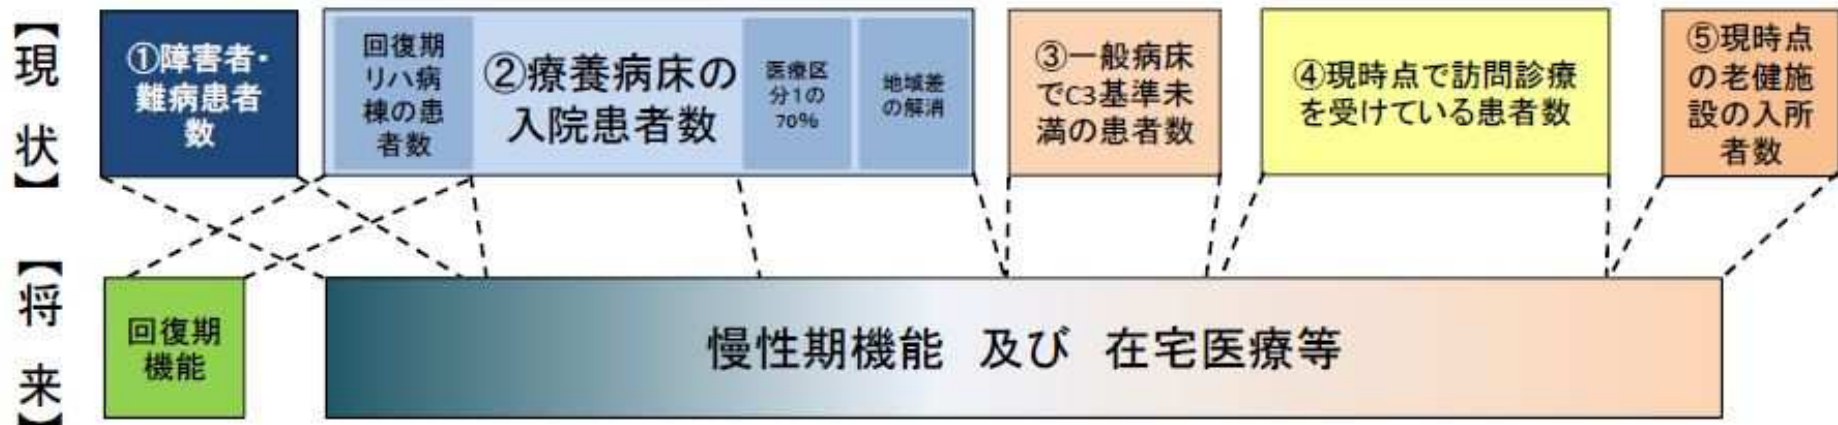 【現状】
①障害者・
難病患者
数
回復期
リハ病
棟の患
者数
②療養病床の
入院患者数
医療区
分1の
70%
地域差
の解消
③一般病床
でC3基準未
満の患者数
④現時点で訪問診療
を受けている患者数
⑤現時点
の老健施
設の入所
者数
【将来】
回復期
機能
慢性期機能 及び 在宅医療等